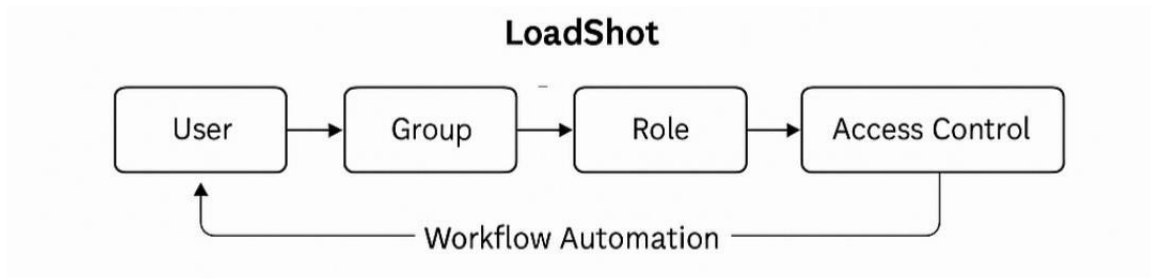 LoadShot
User
Group
Role
Access Control
Workflow Automation